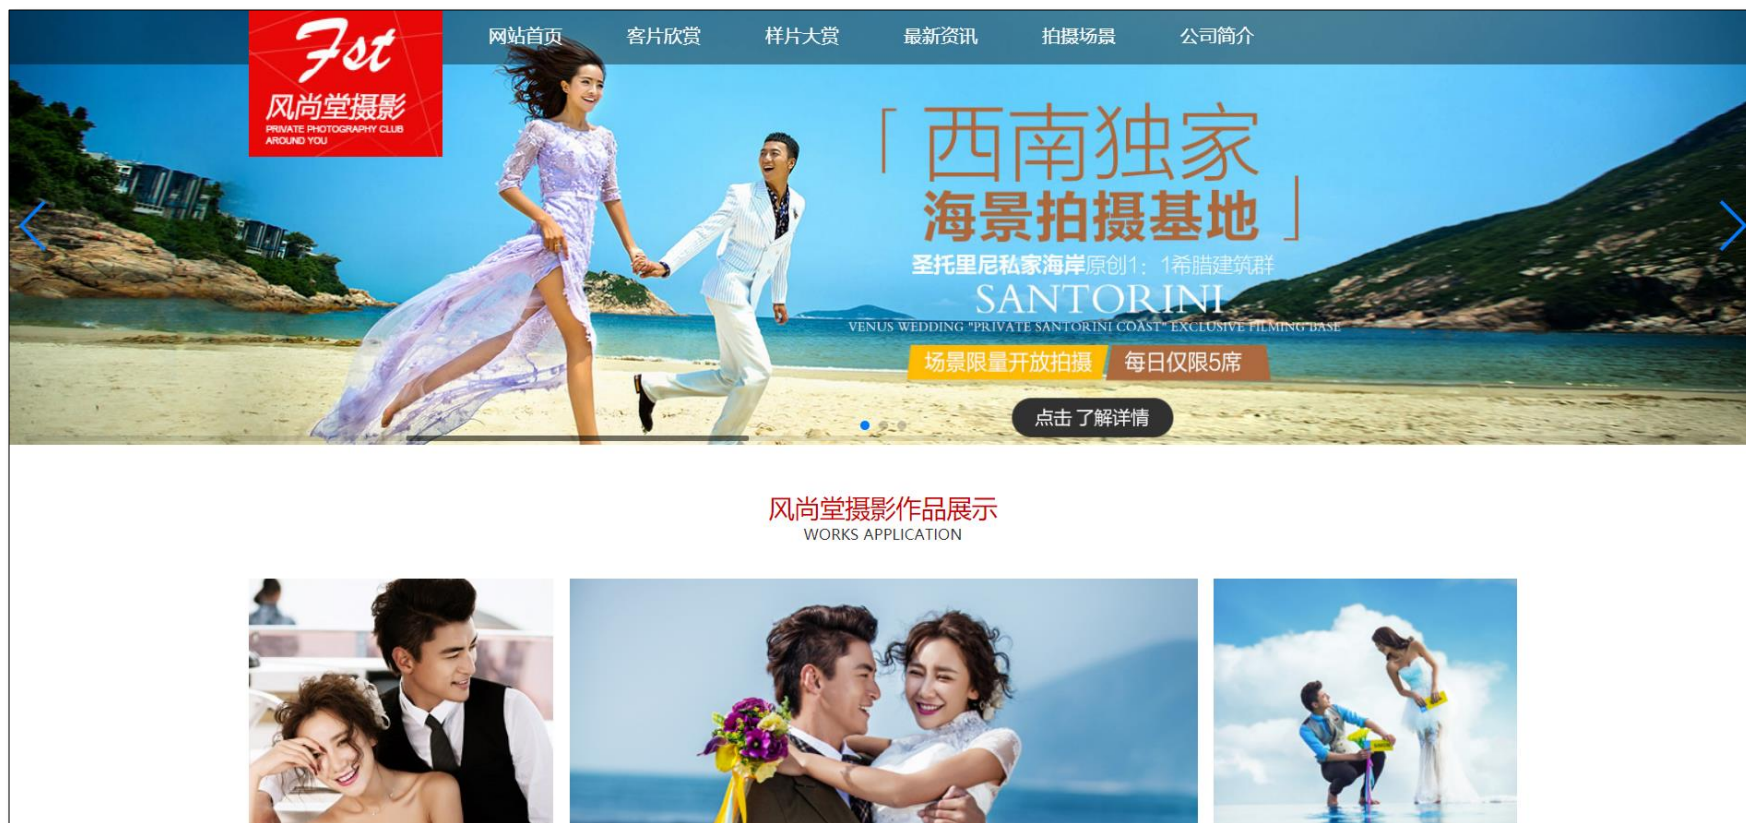 Fst
风尚堂摄影
PRIVATE PHOTOGRAPHY CLUB
AROUND YOU
网站首页 客片欣赏 样片大赏 最新资讯 拍摄场景 公司简介
「西南独家
海景拍摄基地」
圣托里尼私家海岸原创1：1希腊建筑群
SANTORINI
VENUS WEDDING "PRIVATE SANTORINI COAST" EXCLUSIVE FILMING BASE
场景限量开放拍摄 每日仅限5席
点击 了解详情
风尚堂摄影作品展示
WORKS APPLICATION